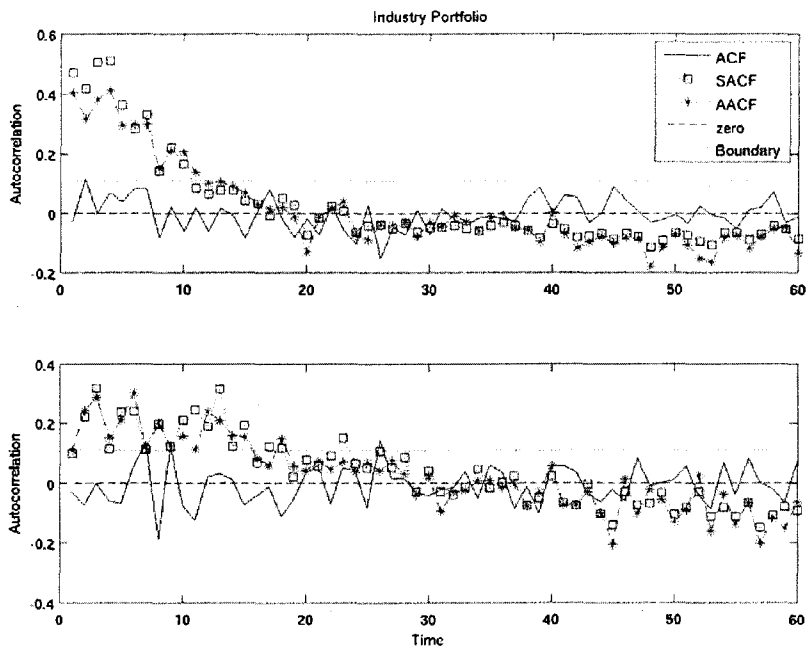 Industry Portfolio
0.6
0.4
0.2
0
-0.2
Autocorrelation
ACF
SACF
AACF
zero
Boundary
0 10 20 30 40 50 60
0.4
0.2
0
-0.2
-0.4
Autocorrelation
0 10 20 30 40 50 60
Time